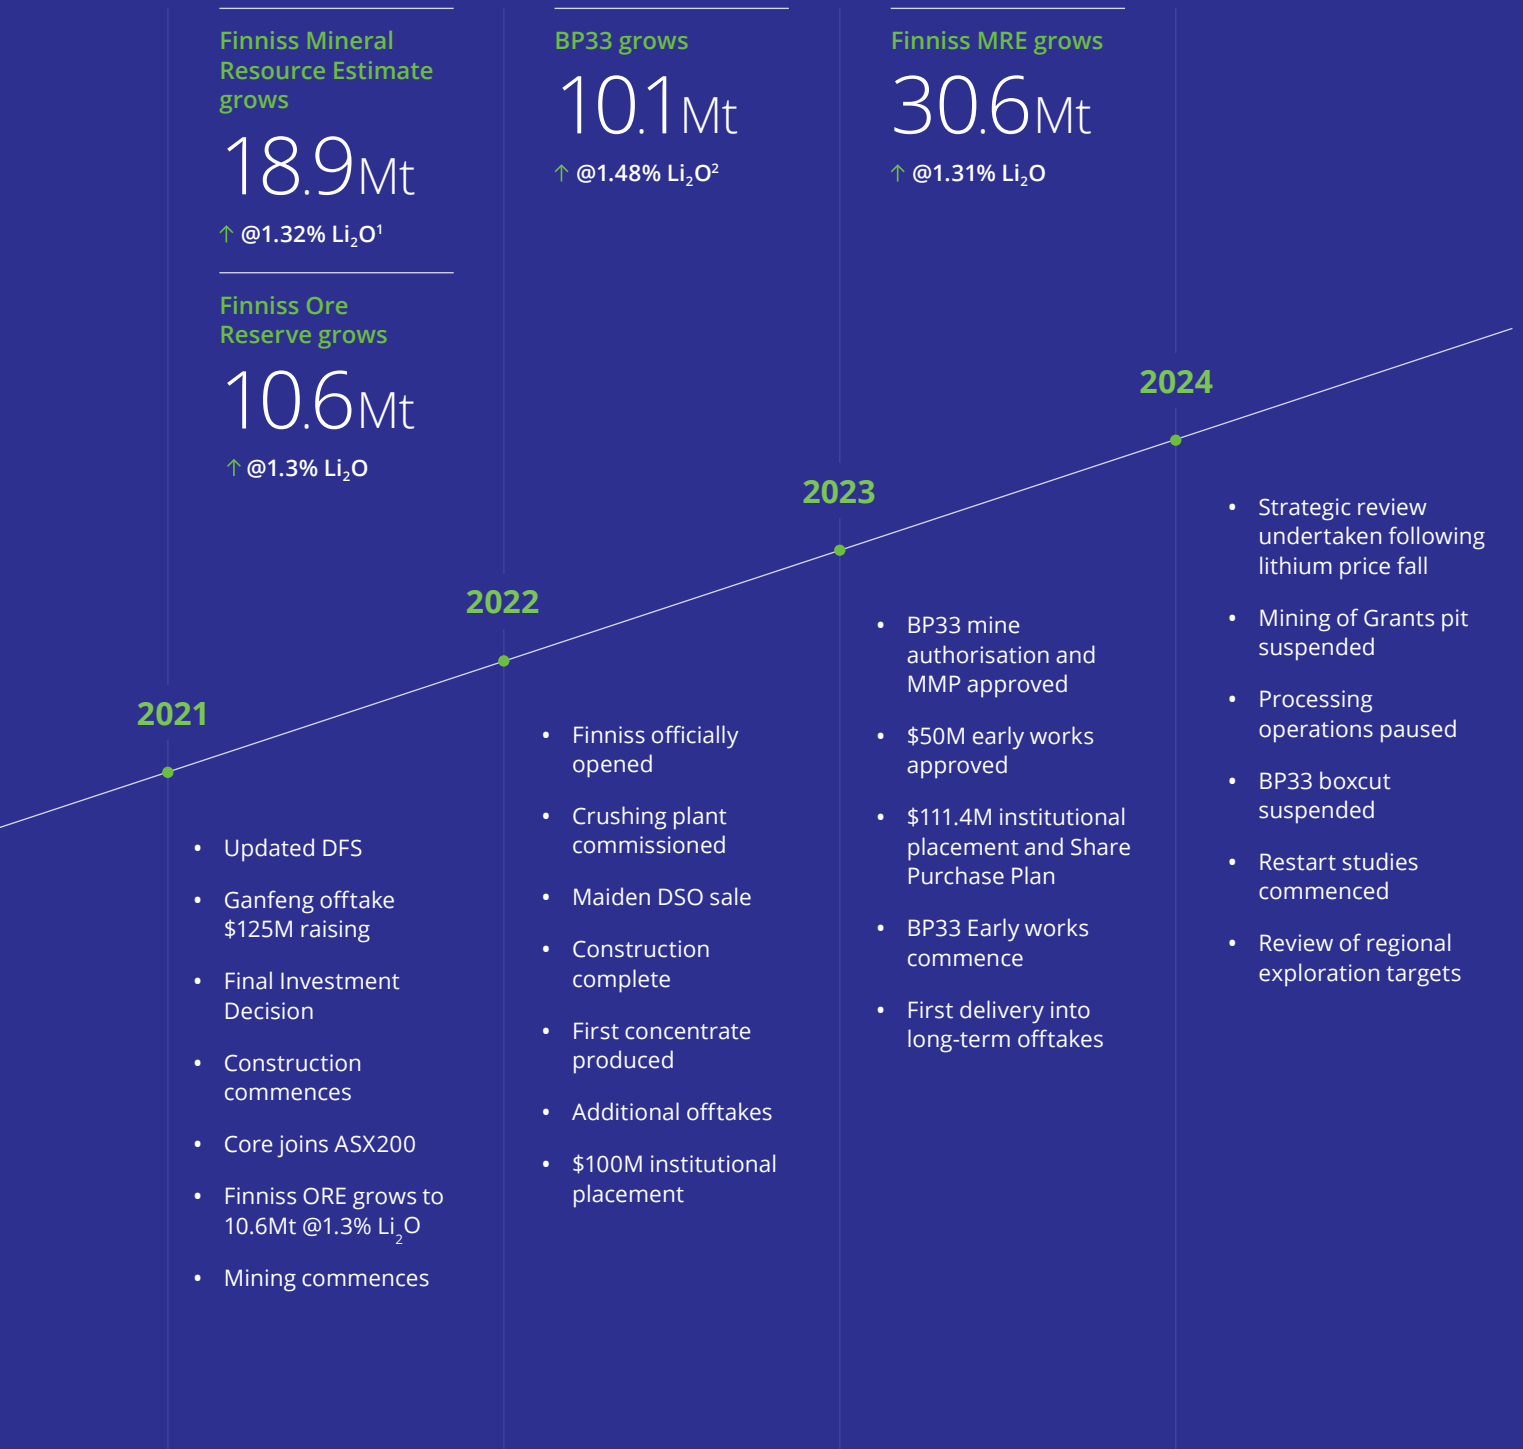 Finniss Mineral
Resource Estimate
grows
18.9Mt
↑ @1.32% Li₂O¹
Finniss Ore
Reserve grows
10.6Mt
↑ @1.3% Li₂O
2021
• Updated DFS
• Ganfeng offtake
$125M raising
• Final Investment
Decision
• Construction
commences
• Core joins ASX200
• Finniss ORE grows to
10.6Mt @1.3% Li₂O
• Mining commences
BP33 grows
10.1Mt
↑ @1.48% Li₂O²
2022
• Finniss officially
opened
• Crushing plant
commissioned
• Maiden DSO sale
• Construction
complete
• First concentrate
produced
• Additional offtakes
• $100M institutional
placement
Finniss MRE grows
30.6Mt
↑ @1.31% Li₂O
2023
• BP33 mine
authorisation and
MMP approved
• $50M early works
approved
• $111.4M institutional
placement and Share
Purchase Plan
• BP33 Early works
commence
• First delivery into
long-term offtakes
2024
• Strategic review
undertaken following
lithium price fall
• Mining of Grants pit
suspended
• Processing
operations paused
• BP33 boxcut
suspended
• Restart studies
commenced
• Review of regional
exploration targets